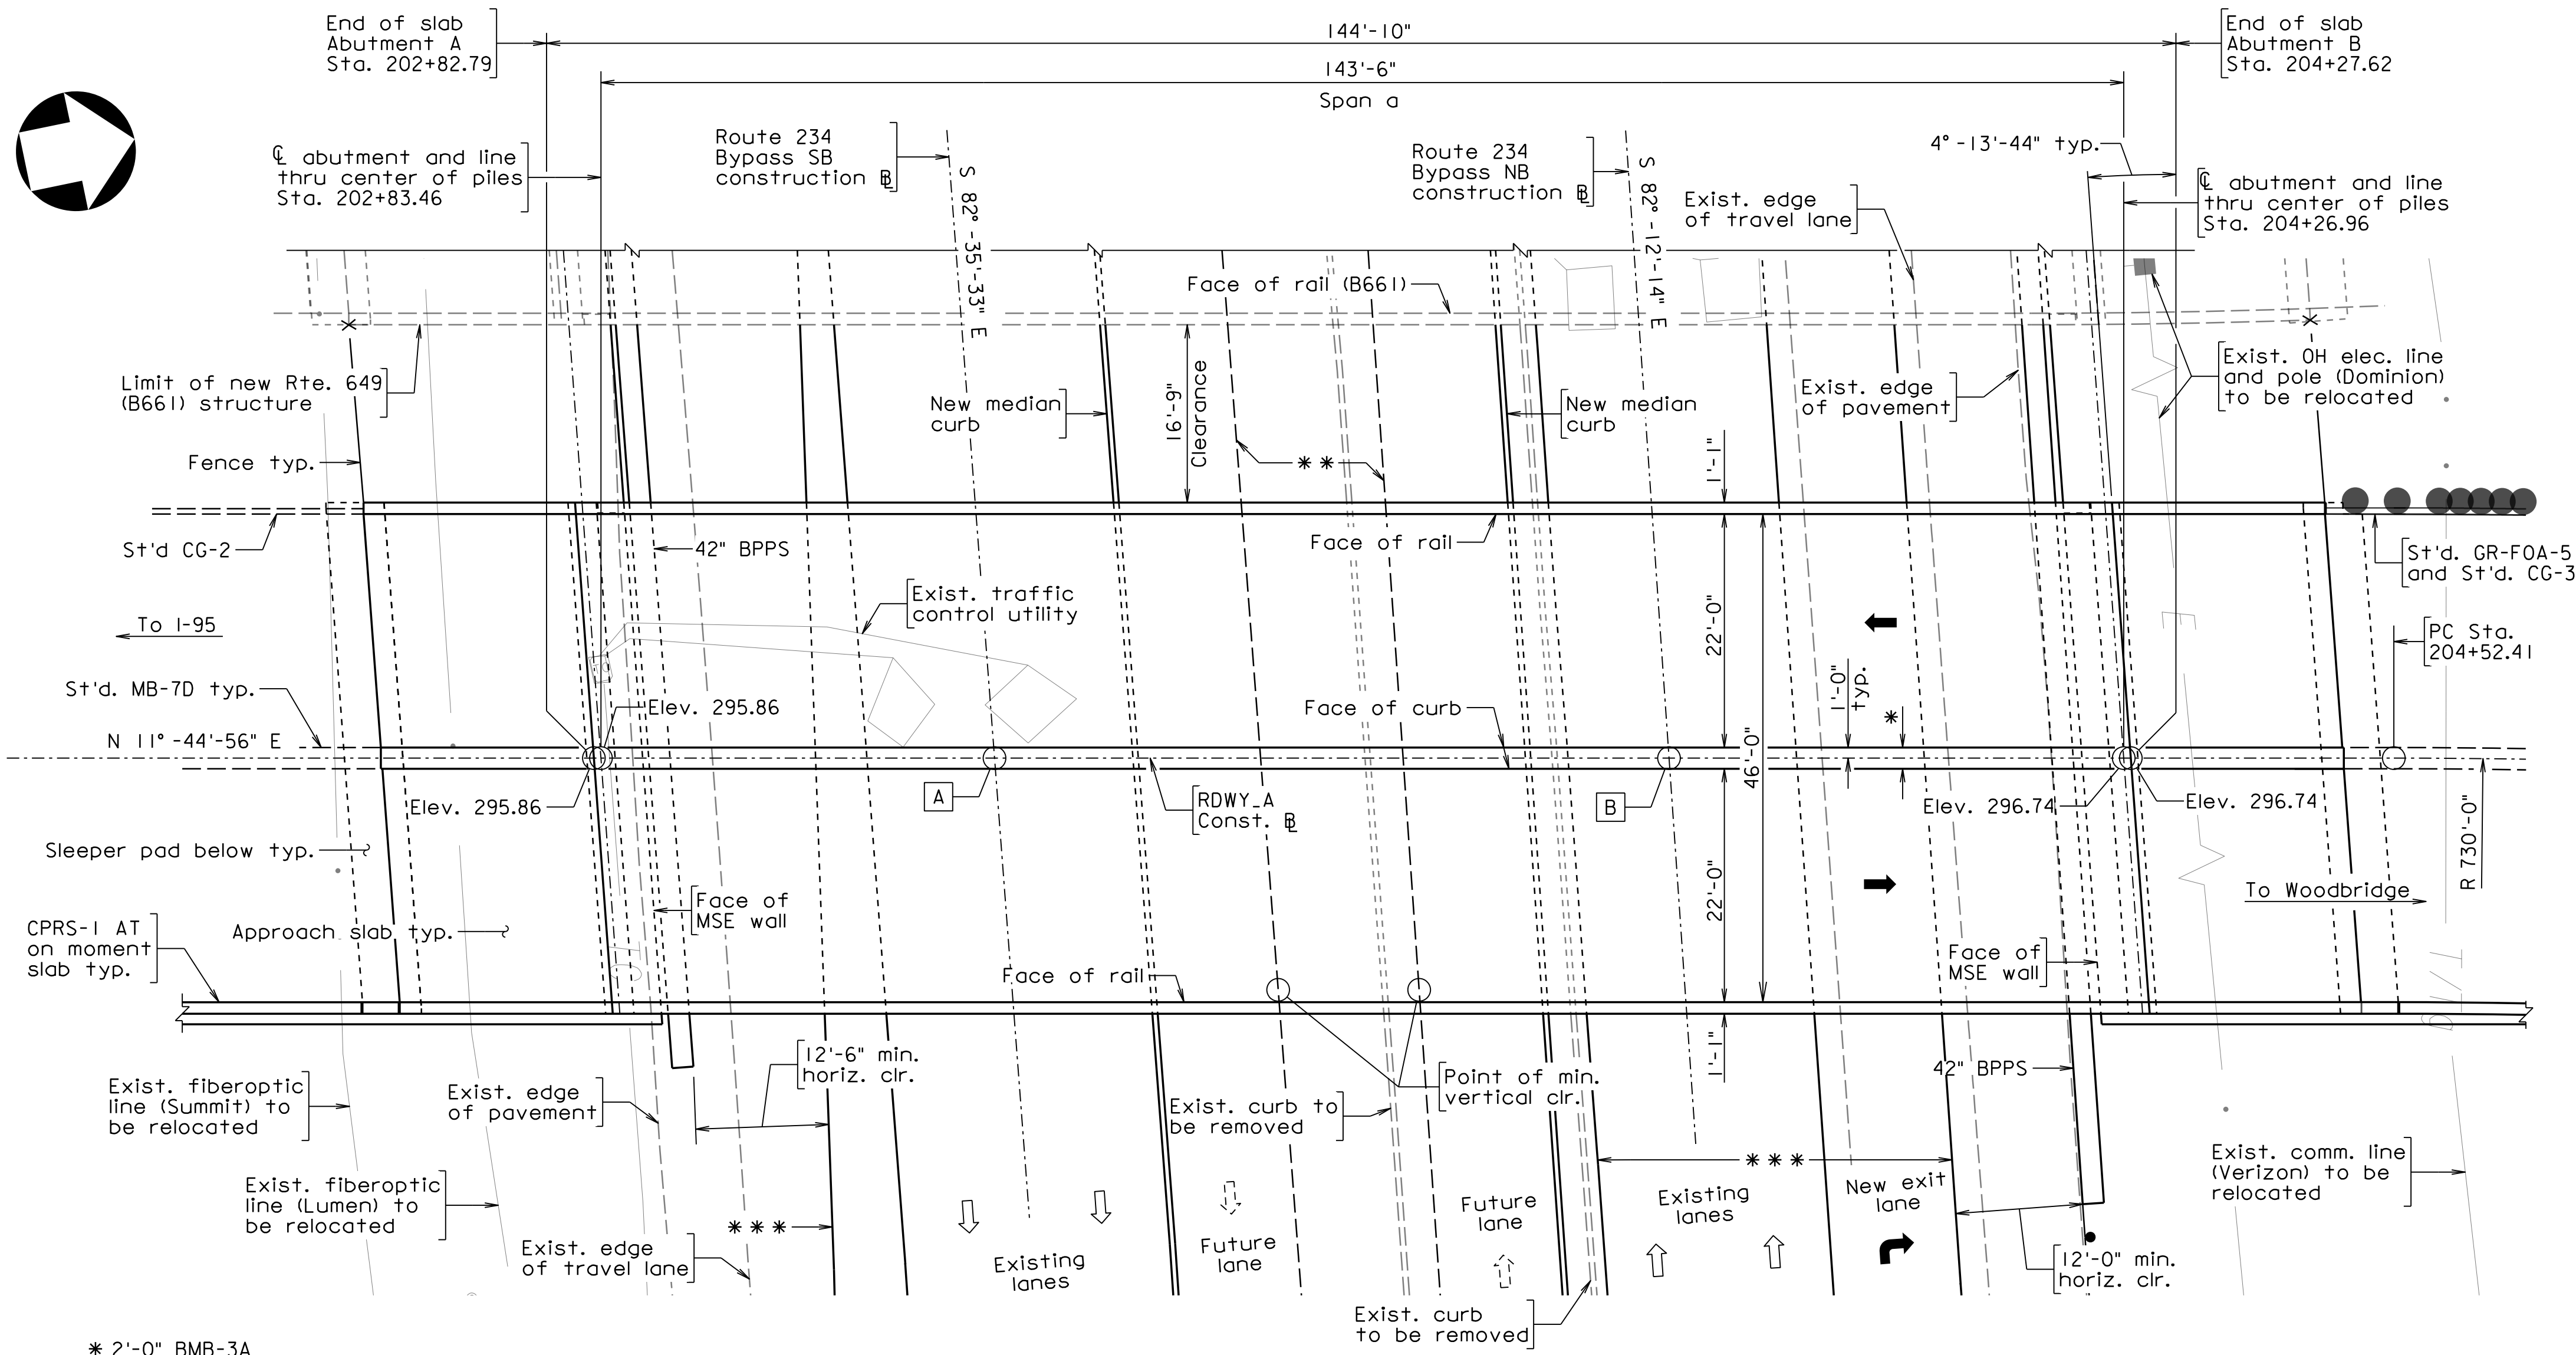 End of slab
Abutment A
Sta. 202+82.79
144'-10"
End of slab
Abutment B
Sta. 204+27.62
143'-6"
Span a
℄ abutment and line
thru center of piles
Sta. 202+83.46
Route 234
Bypass SB
construction BL
S 82°-35'-33" E
Route 234
Bypass NB
construction BL
S 82°-12'-14" E
Exist. edge
of travel lane
4°-13'-44" typ.
℄ abutment and line
thru center of piles
Sta. 204+26.96
Face of rail (B661)
Limit of new Rte. 649
(B661) structure
New median
curb
16'-9"
Clearance
New median
curb
Exist. edge
of pavement
Exist. OH elec. line
and pole (Dominion)
to be relocated
Fence typ.
* *
1'-1"
St'd CG-2
42" BPPS
Face of rail
St'd. GR-FOA-5
and St'd. CG-3
Exist. traffic
control utility
To I-95
22'-0"
PC Sta.
204+52.41
St'd. MB-7D typ.
Elev. 295.86
Face of curb
1'-0"
typ.
*
N 11°-44'-56" E
46'-0"
Elev. 295.86
A
RDWY_A
Const. BL
B
Elev. 296.74
Elev. 296.74
Sleeper pad below typ.
R 730'-0"
To Woodbridge
22'-0"
Face of
MSE wall
CPRS-1 AT
on moment
slab typ.
Approach slab typ.
Face of
MSE wall
Face of rail
1'-1"
12'-6" min.
horiz. clr.
Point of min.
vertical clr.
42" BPPS
Exist. fiberoptic
line (Summit) to
be relocated
Exist. edge
of pavement
Exist. curb to
be removed
Exist. fiberoptic
line (Lumen) to
be relocated
* * *
* * *
Exist. comm. line
(Verizon) to be
relocated
Existing
lanes
New exit
lane
Future
lane
Exist. edge
of travel lane
Existing
lanes
Future
lane
12'-0" min.
horiz. clr.
Exist. curb
to be removed
* 2'-0" BMB-3A